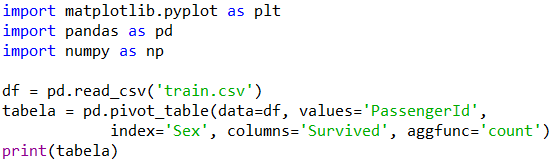 import matplotlib.pyplot as plt
import pandas as pd
import numpy as np
df = pd.read_csv('train.csv')
tabela = pd.pivot_table(data=df, values='PassengerId',
index='Sex', columns='Survived', aggfunc='count')
print(tabela)